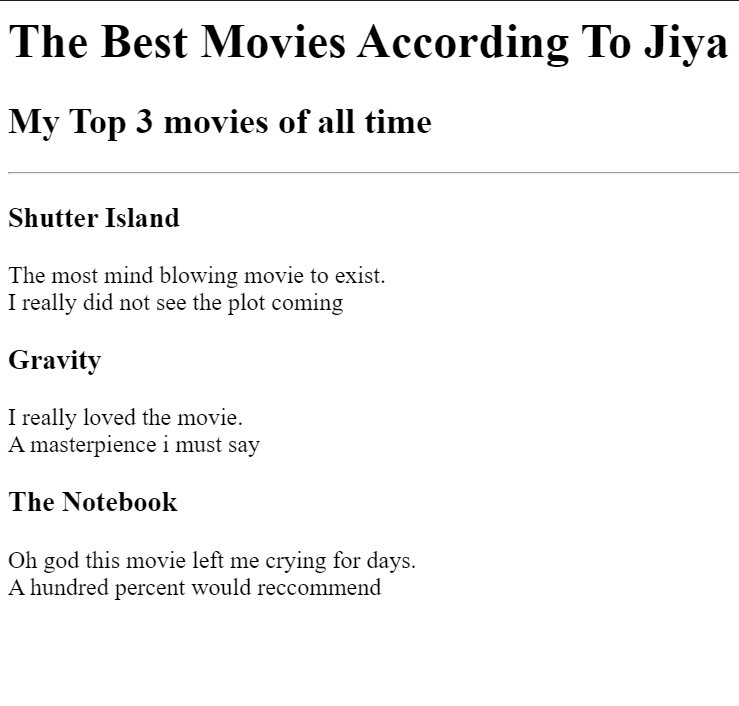 The Best Movies According To Jiya
My Top 3 movies of all time
Shutter Island
The most mind blowing movie to exist.
I really did not see the plot coming
Gravity
I really loved the movie.
A masterpience i must say
The Notebook
Oh god this movie left me crying for days.
A hundred percent would reccommend